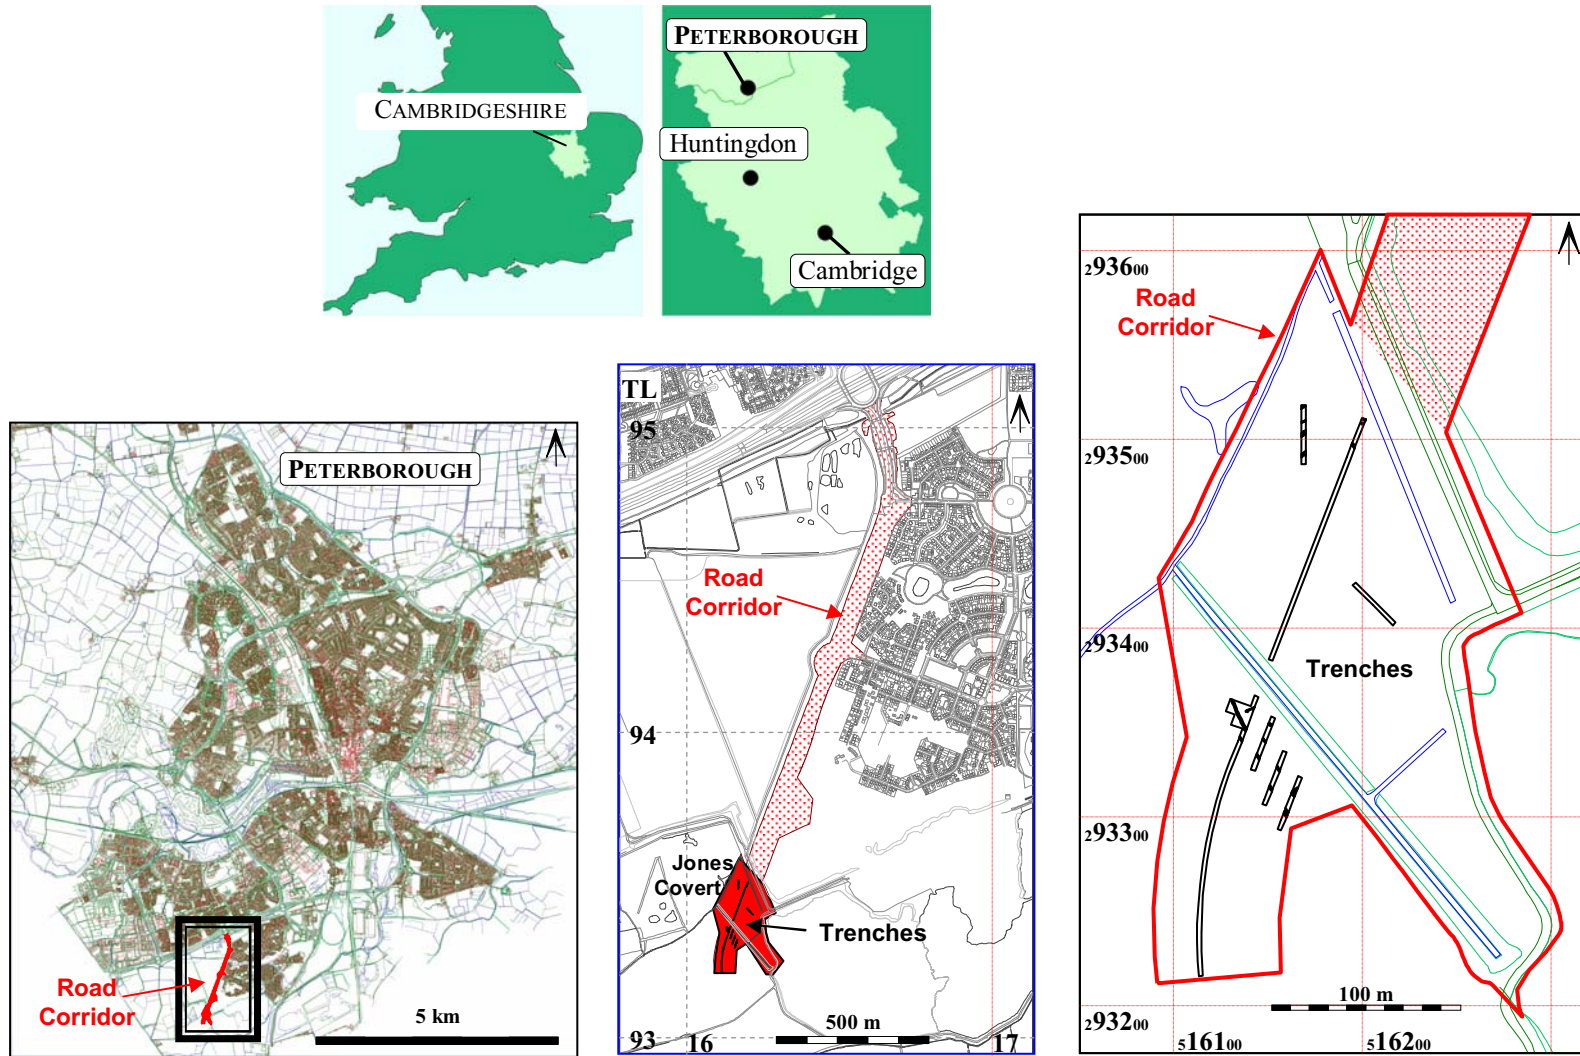 PETERBOROUGH
CAMBRIDGESHIRE
Huntingdon
Cambridge
PETERBOROUGH
Road
Corridor
5 km
TL
95
94
93
16
17
Road
Corridor
Jones
Covert
Trenches
500 m
293600
293500
293400
293300
293200
516100
516200
Road
Corridor
Trenches
100 m